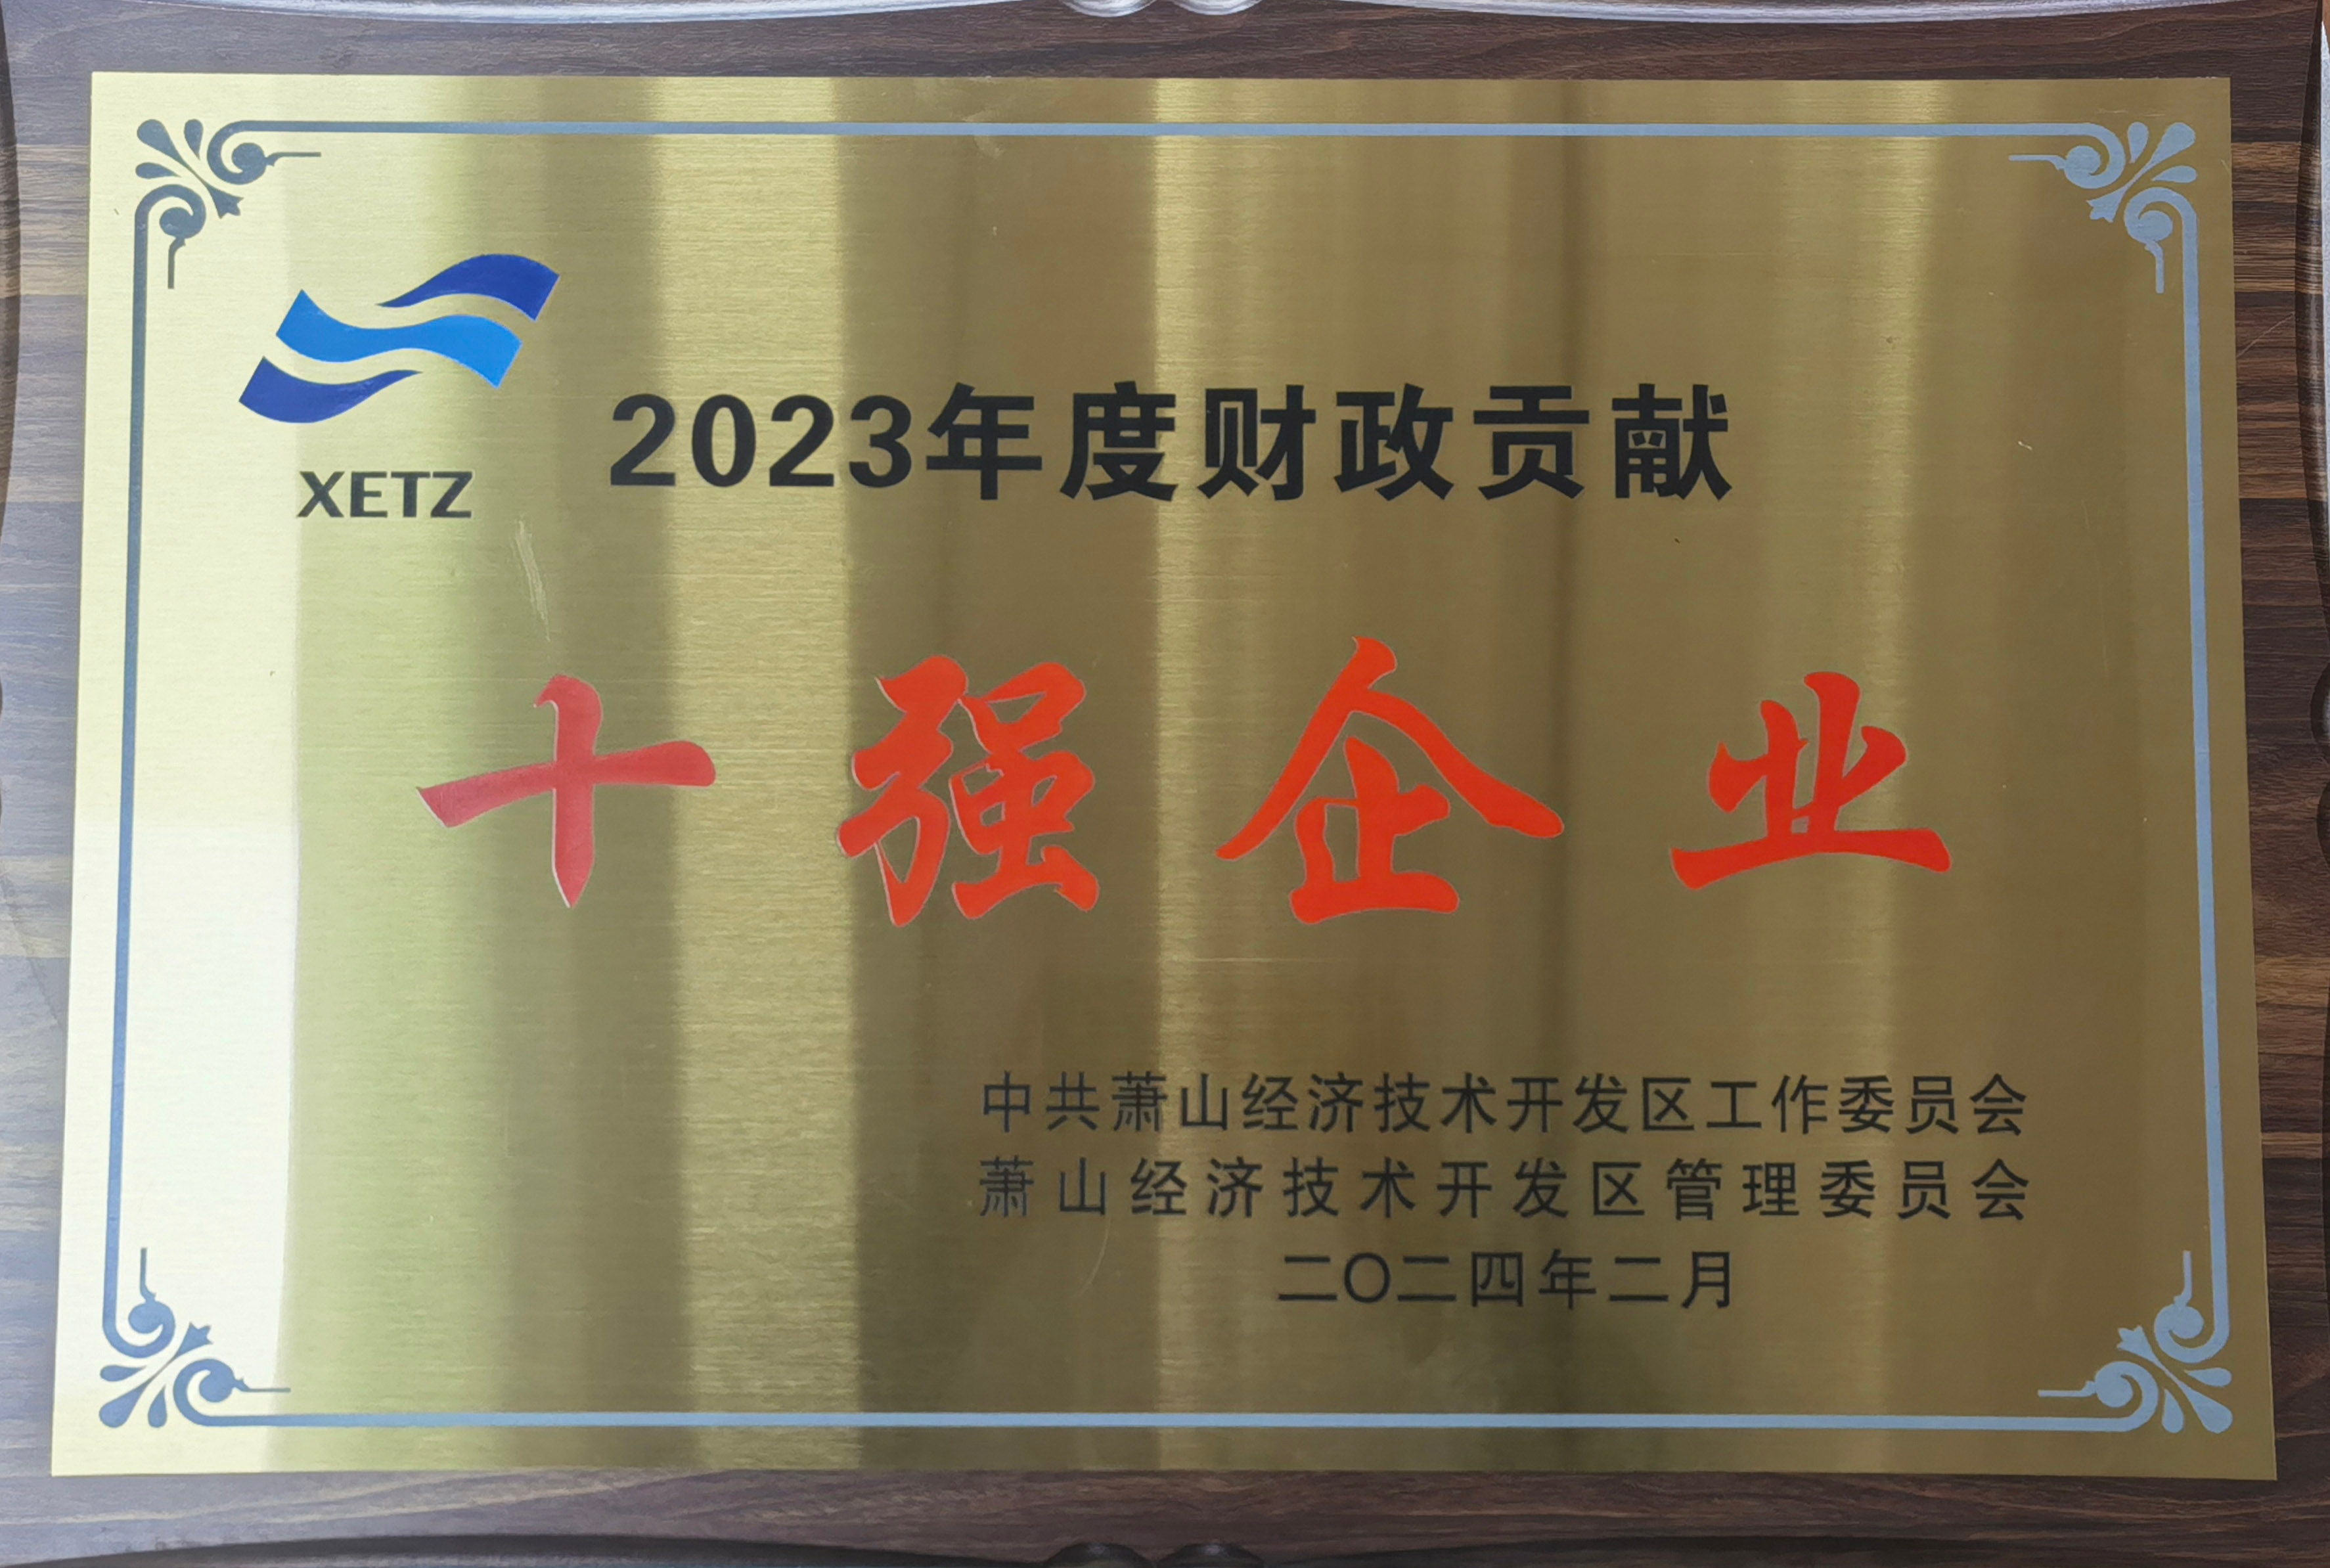 XETZ
2023年度财政贡献
十强企业
中共萧山经济技术开发区工作委员会
萧山经济技术开发区管理委员会
二〇二四年二月